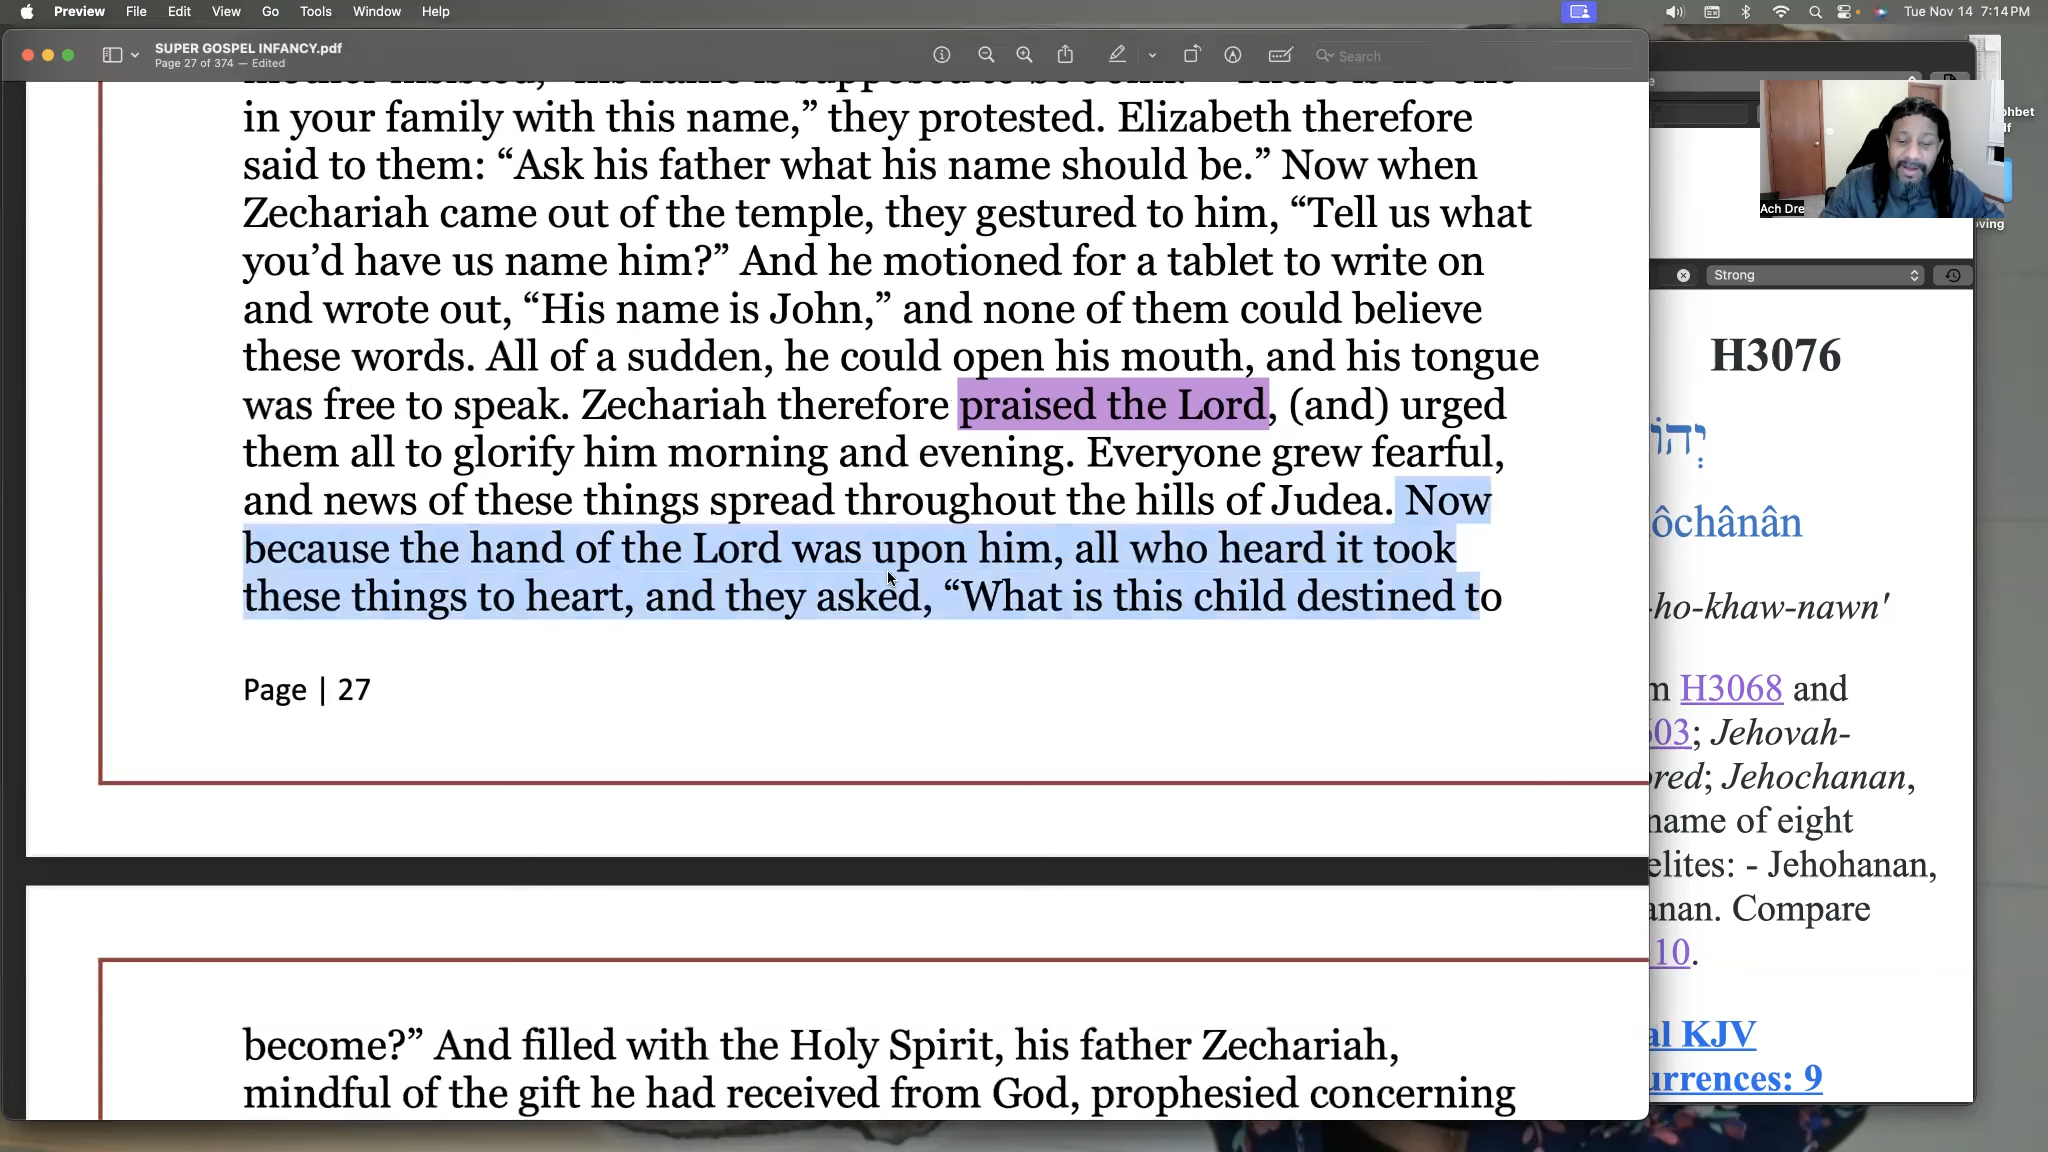 Preview File Edit View Go Tools Window Help
Tue Nov 14 7:14 PM
SUPER GOSPEL INFANCY.pdf
Page 27 of 374 — Edited
Search
in your family with this name,” they protested. Elizabeth therefore
said to them: “Ask his father what his name should be.” Now when
Zechariah came out of the temple, they gestured to him, “Tell us what
you’d have us name him?” And he motioned for a tablet to write on
and wrote out, “His name is John,” and none of them could believe
these words. All of a sudden, he could open his mouth, and his tongue
was free to speak. Zechariah therefore praised the Lord, (and) urged
them all to glorify him morning and evening. Everyone grew fearful,
and news of these things spread throughout the hills of Judea. Now
because the hand of the Lord was upon him, all who heard it took
these things to heart, and they asked, “What is this child destined to
Page | 27
become?” And filled with the Holy Spirit, his father Zechariah,
mindful of the gift he had received from God, prophesied concerning
Ach Dre
Strong
H3076
יְהוֹ
ôchânân
-ho-khaw-nawn'
m H3068 and
03; Jehovah-
red; Jehochanan,
name of eight
elites: - Jehohanan,
anan. Compare
10.
al KJV
urrences: 9